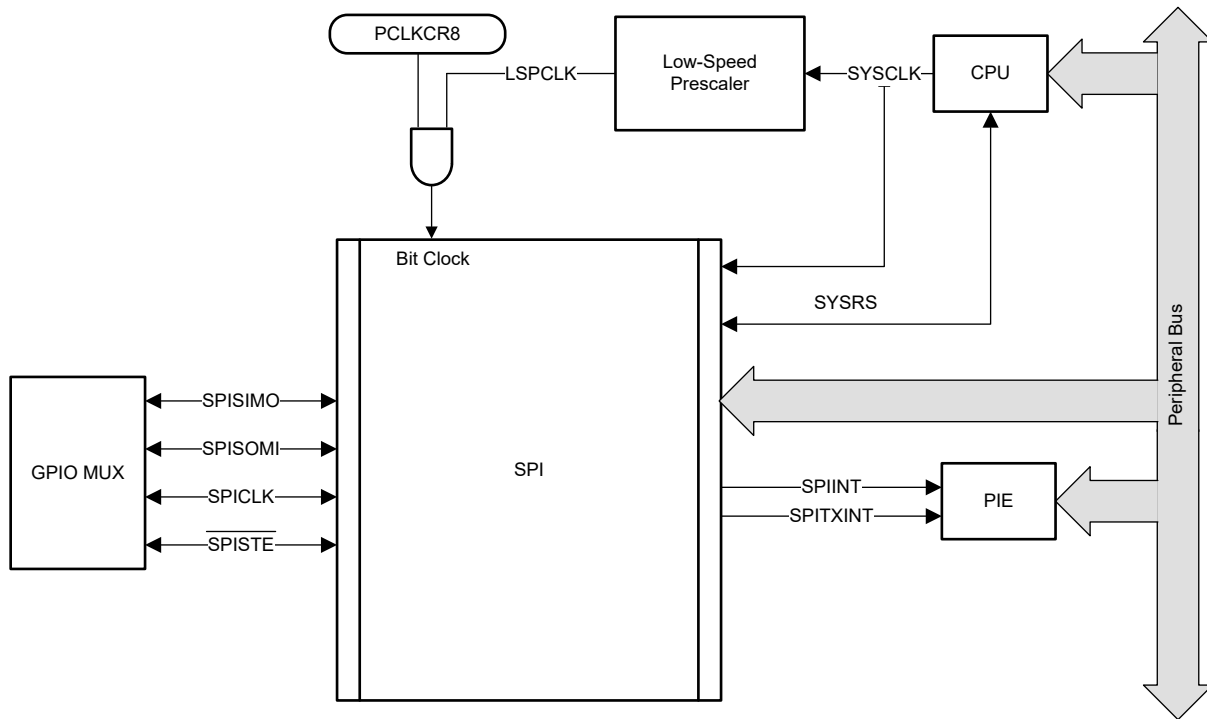 PCLKCR8
LSPCLK
Low-Speed
Prescaler
SYSCLK
CPU
Bit Clock
SYSRS
Peripheral Bus
GPIO MUX
SPISIMO
SPISOMI
SPICLK
SPISTE
SPI
SPIINT
SPITXINT
PIE